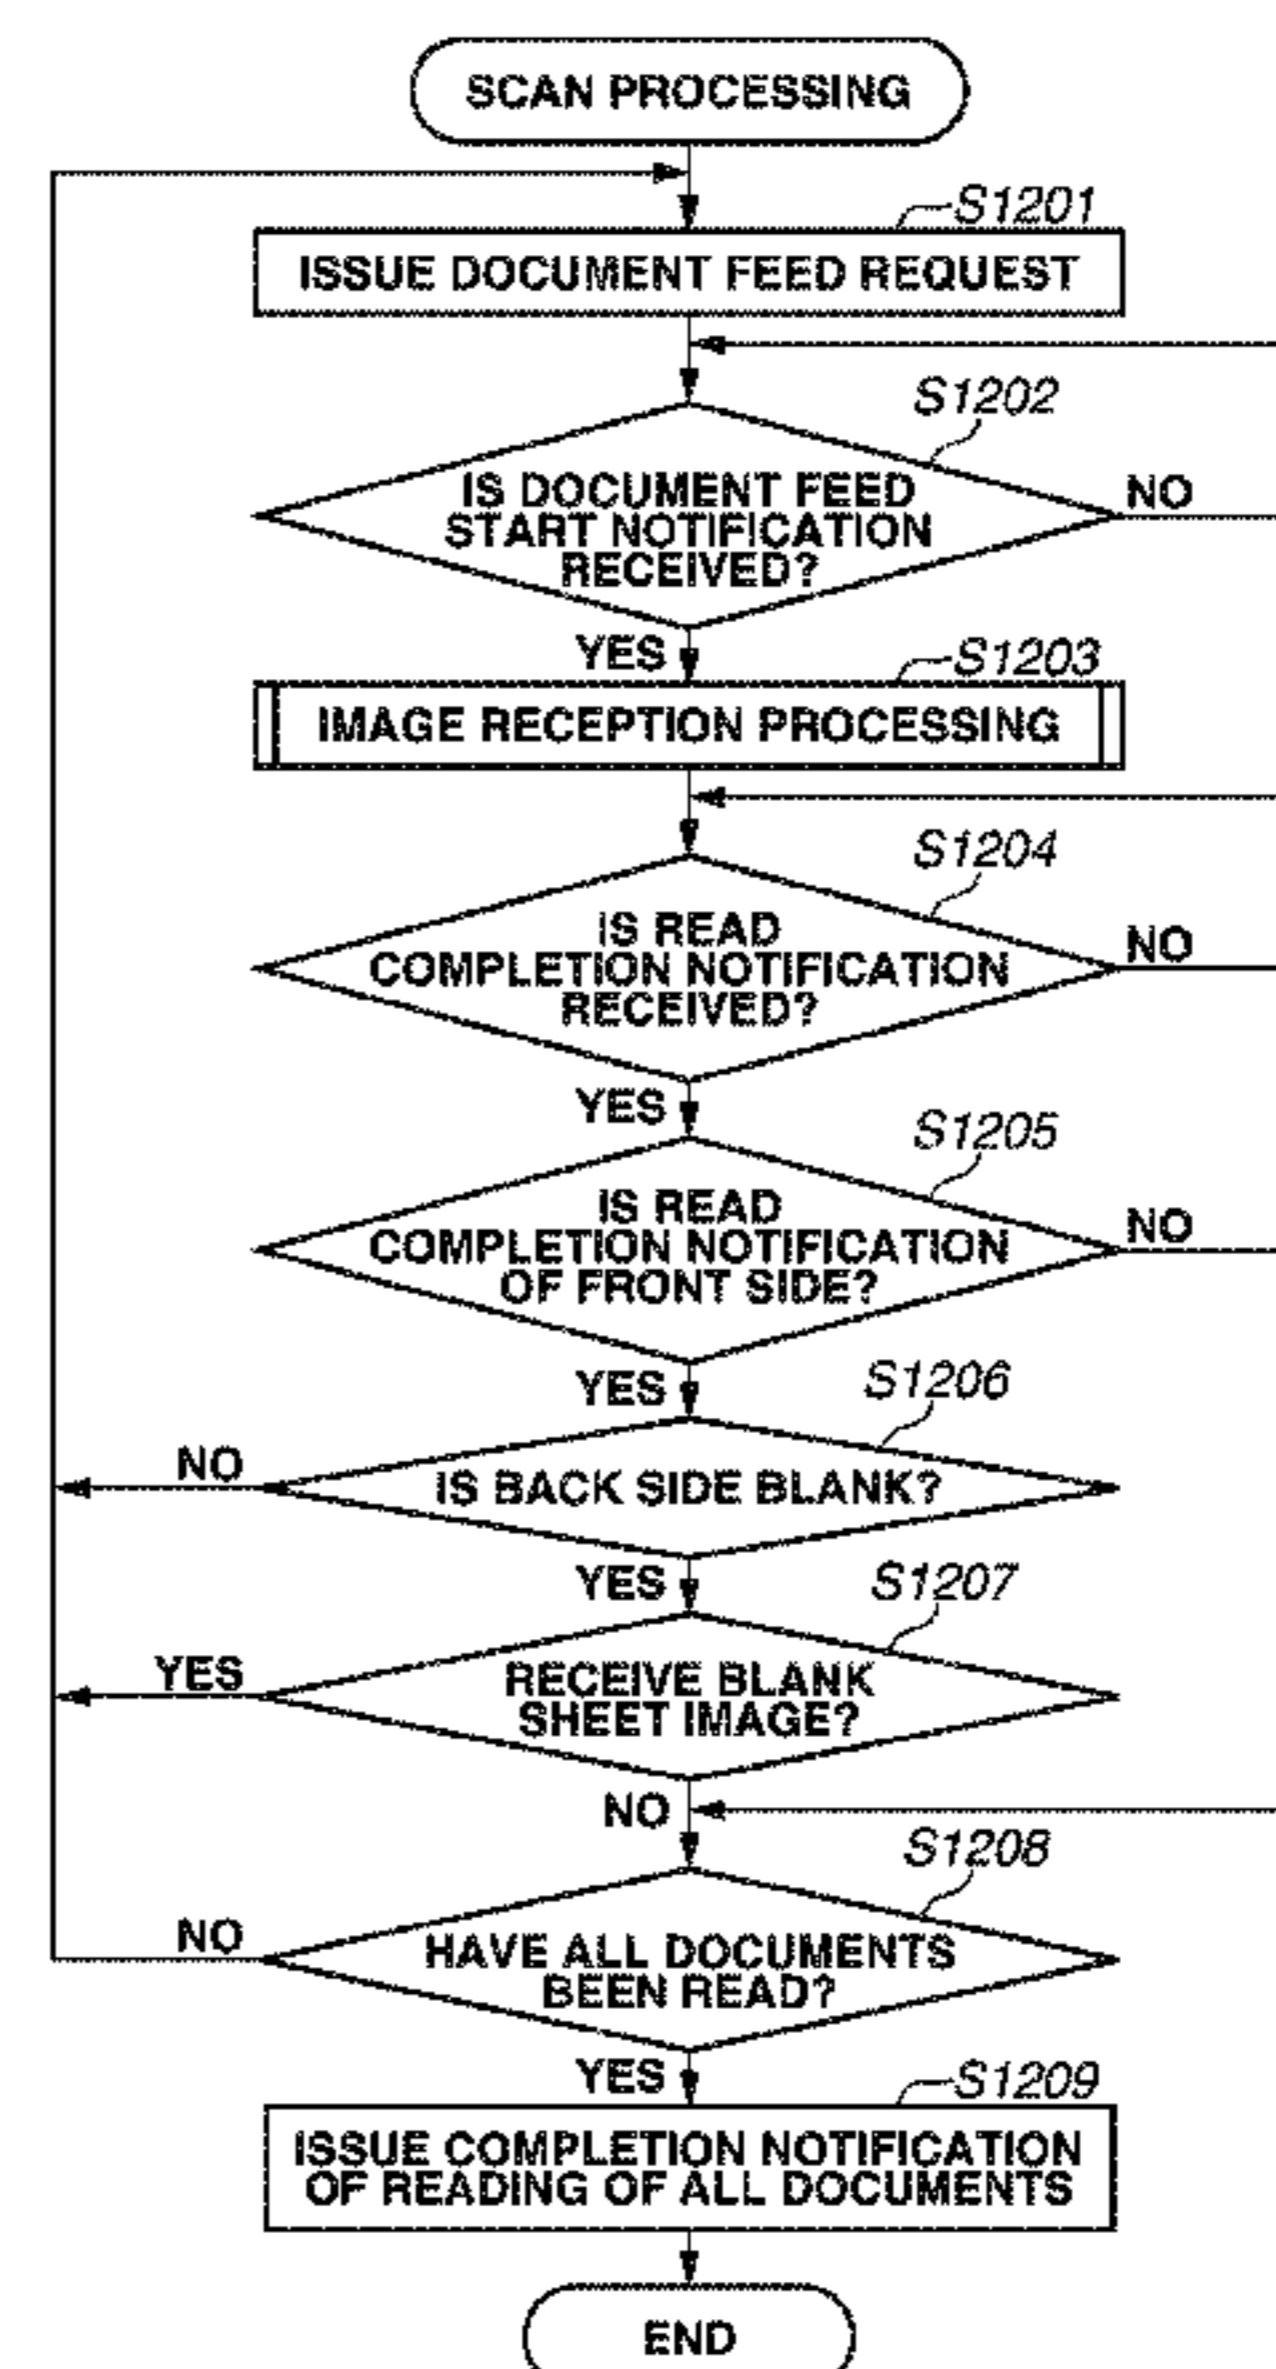 SCAN PROCESSING
S1201
ISSUE DOCUMENT FEED REQUEST
S1202
IS DOCUMENT FEED
START NOTIFICATION
RECEIVED?
NO
YES
S1203
IMAGE RECEPTION PROCESSING
S1204
IS READ
COMPLETION NOTIFICATION
RECEIVED?
NO
YES
S1205
IS READ
COMPLETION NOTIFICATION
OF FRONT SIDE?
NO
YES
S1206
IS BACK SIDE BLANK?
NO
YES
S1207
RECEIVE BLANK
SHEET IMAGE?
YES
NO
S1208
HAVE ALL DOCUMENTS
BEEN READ?
NO
YES
S1209
ISSUE COMPLETION NOTIFICATION
OF READING OF ALL DOCUMENTS
END